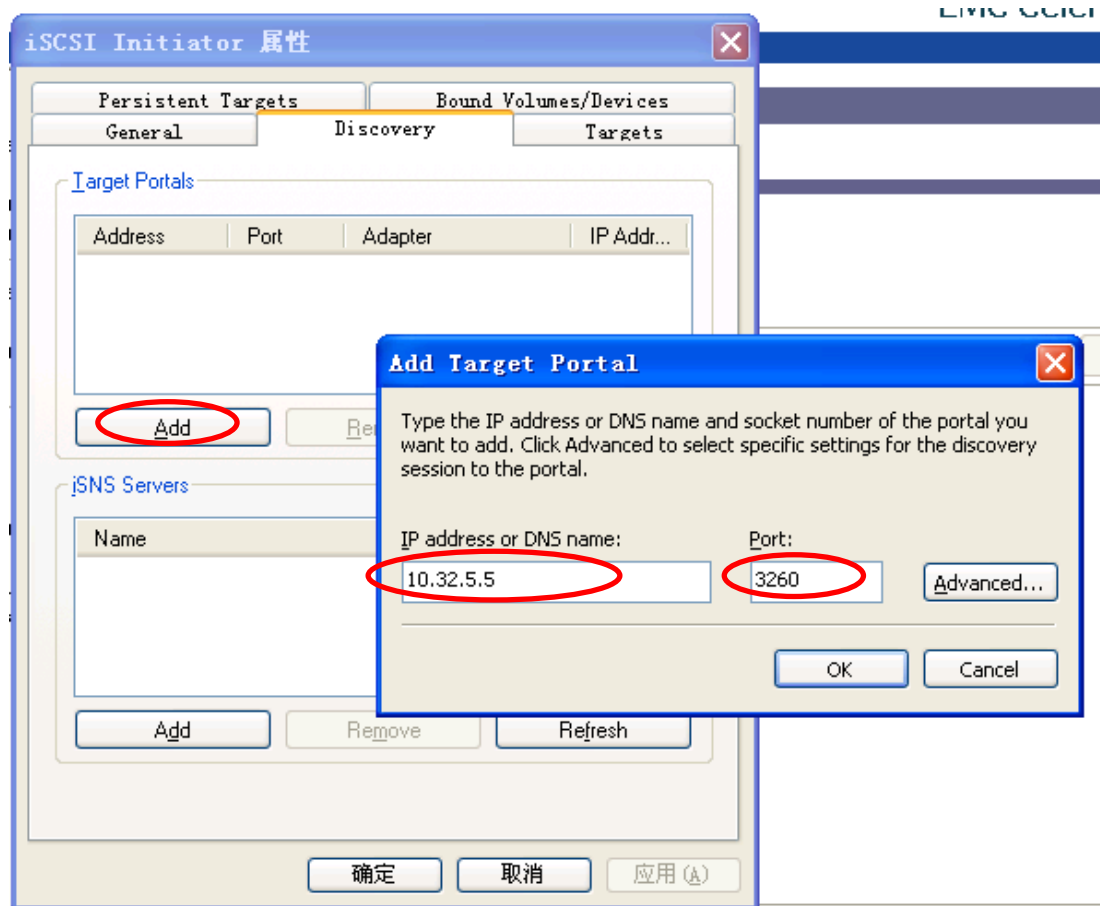 iSCSI Initiator 属性
Persistent Targets
Bound Volumes/Devices
General
Discovery
Targets
Target Portals
Address
Port
Adapter
IP Addr...
Add
Add Target Portal
Type the IP address or DNS name and socket number of the portal you
want to add. Click Advanced to select specific settings for the discovery
session to the portal.
IP address or DNS name:
Port:
10.32.5.5
3260
Advanced...
OK
Cancel
iSNS Servers
Name
Add
Remove
Refresh
确定
取消
应用(A)